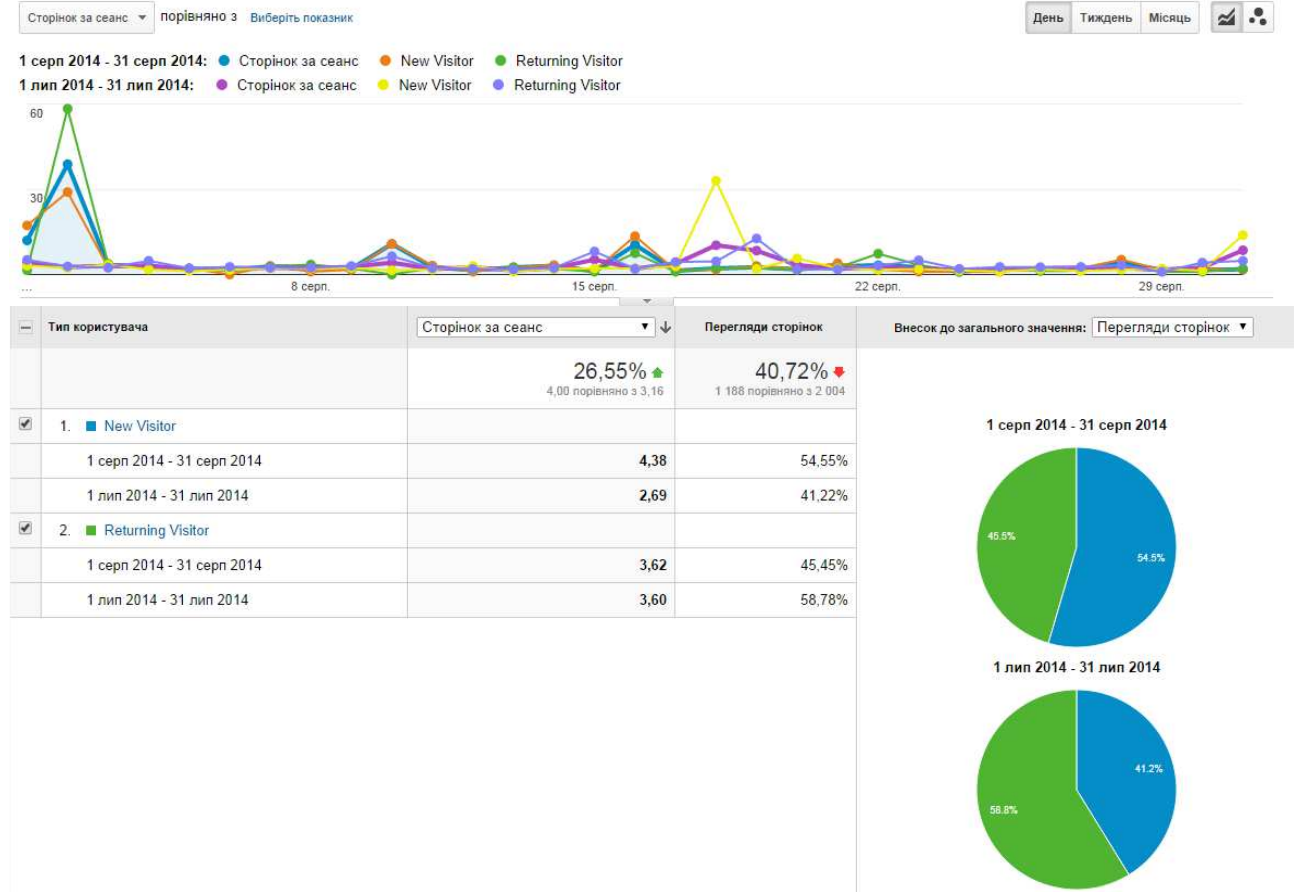 Сторінок за сеанс порівняно з Виберіть показник День Тиждень Місяць
1 серп 2014 - 31 серп 2014: Сторінок за сеанс New Visitor Returning Visitor
1 лип 2014 - 31 лип 2014: Сторінок за сеанс New Visitor Returning Visitor
60
30
... 8 серп. 15 серп. 22 серп. 29 серп.
Тип користувача Сторінок за сеанс Перегляди сторінок Внесок до загального значення: Перегляди сторінок
26,55% 40,72%
4,00 порівняно з 3,16 1 188 порівняно з 2 004
1. New Visitor
1 серп 2014 - 31 серп 2014 4,38 54,55%
1 лип 2014 - 31 лип 2014 2,69 41,22%
2. Returning Visitor
1 серп 2014 - 31 серп 2014 3,62 45,45%
1 лип 2014 - 31 лип 2014 3,60 58,78%
1 серп 2014 - 31 серп 2014
45.5%
54.5%
1 лип 2014 - 31 лип 2014
41.2%
58.8%